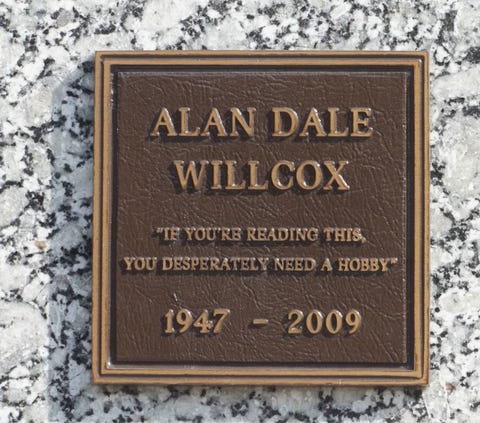 ALAN DALE
WILLCOX
"IF YOU'RE READING THIS,
YOU DESPERATELY NEED A HOBBY"
1947 - 2009